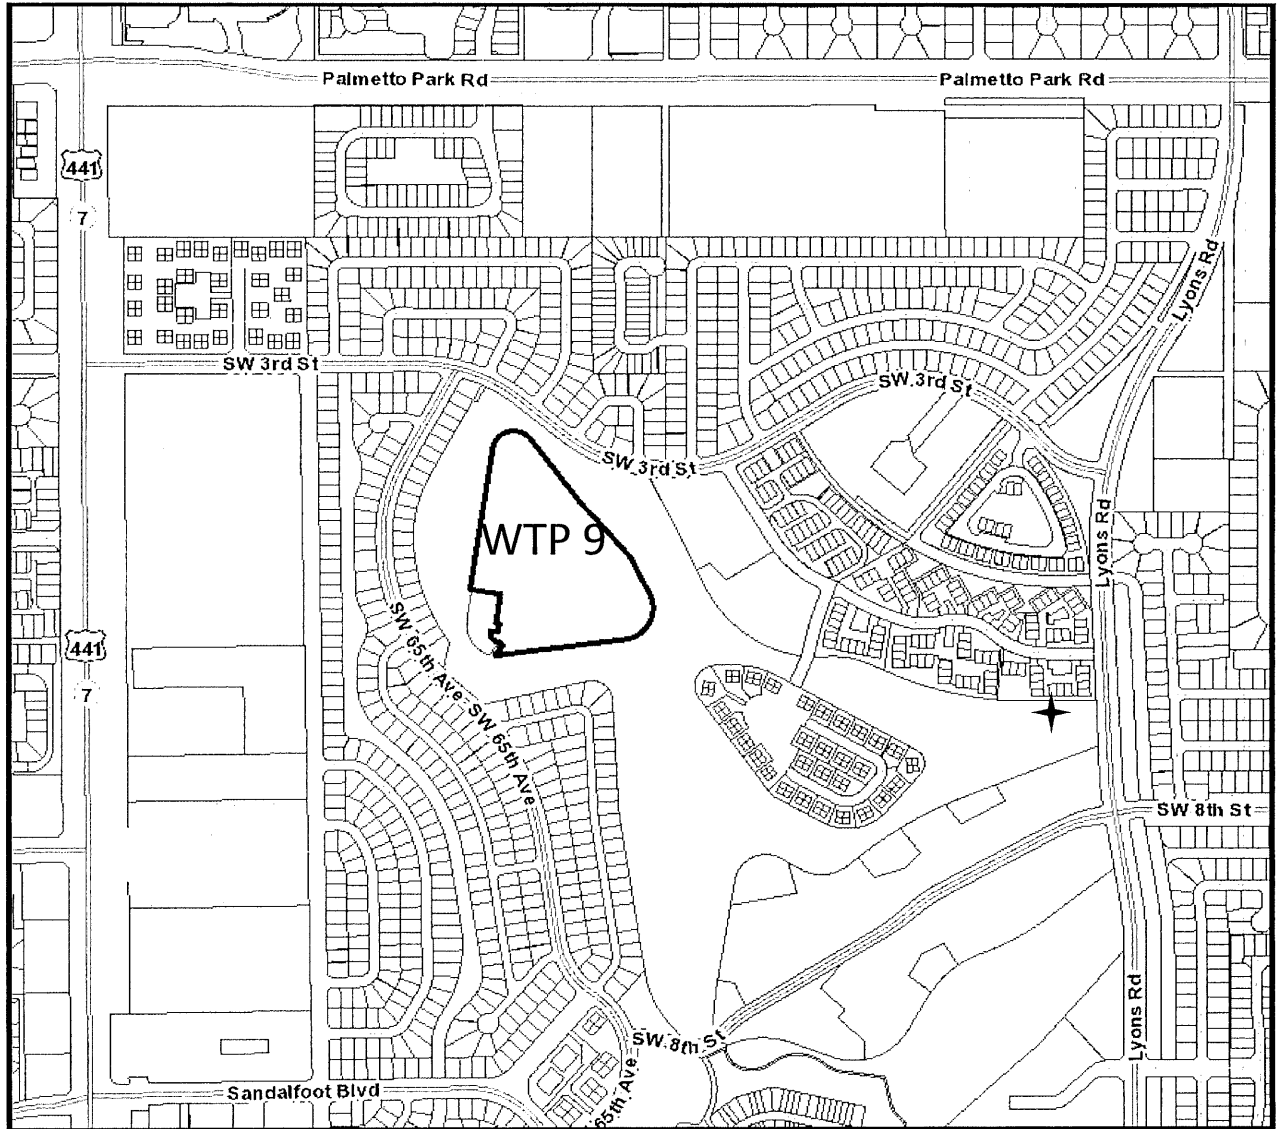 Palmetto Park Rd
Palmetto Park Rd
441
7
Lyons Rd
SW 3rd St
SW 3rd St
SW 3rd St
WTP 9
Lyons Rd
SW 65th Ave
441
7
SW 65th Ave
SW 8th St
Lyons Rd
SW 8th St
65th Ave
Sandalfoot Blvd